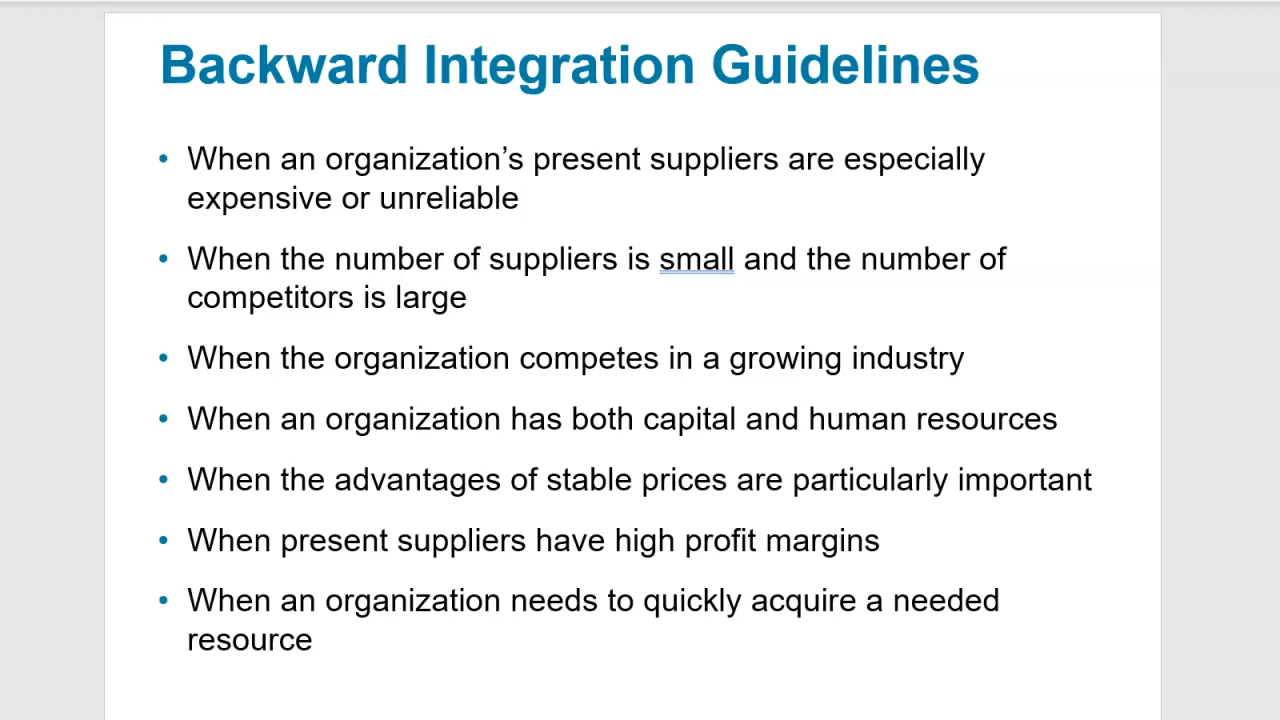 Backward Integration Guidelines
• When an organization’s present suppliers are especially
expensive or unreliable
• When the number of suppliers is small and the number of
competitors is large
• When the organization competes in a growing industry
• When an organization has both capital and human resources
• When the advantages of stable prices are particularly important
• When present suppliers have high profit margins
• When an organization needs to quickly acquire a needed
resource